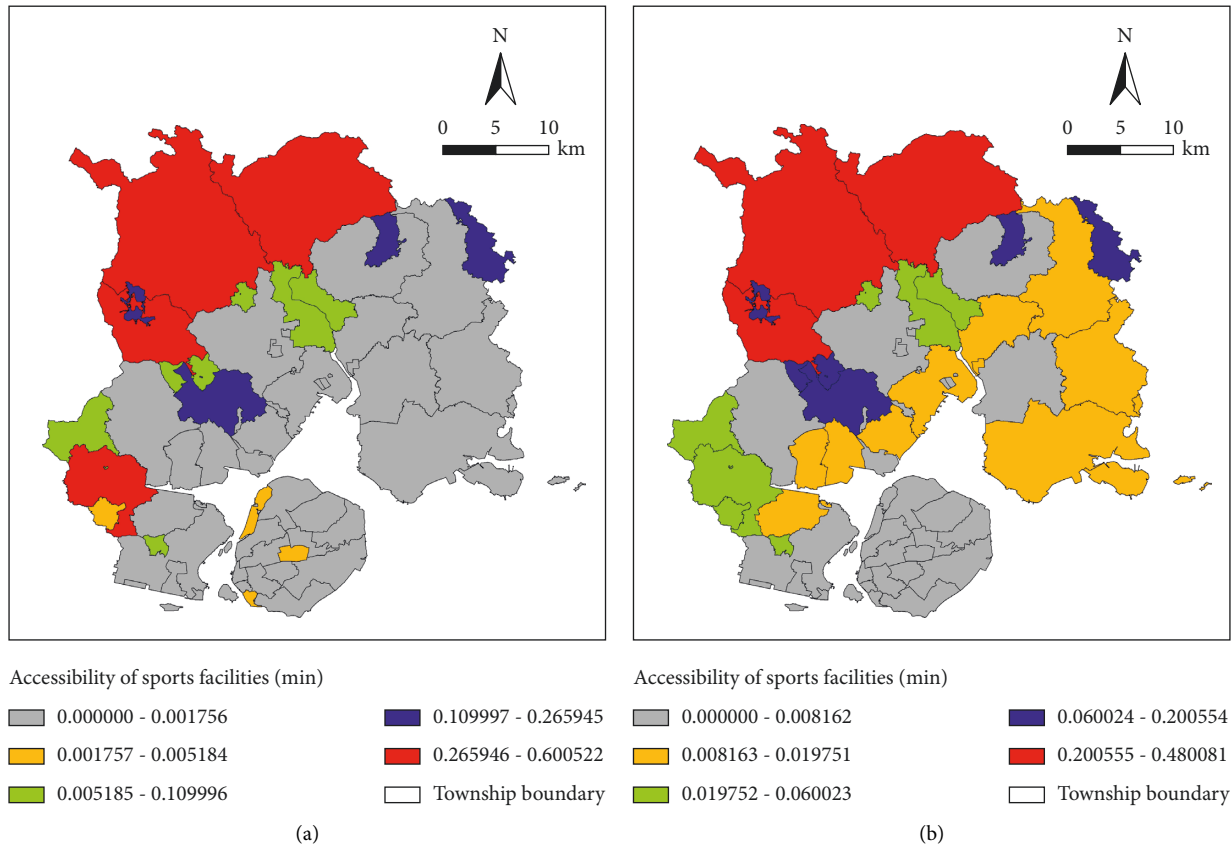 N
0 5 10
km
N
0 5 10
km
Accessibility of sports facilities (min)
0.000000 - 0.001756
0.001757 - 0.005184
0.005185 - 0.109996
0.109997 - 0.265945
0.265946 - 0.600522
Township boundary
(a)
Accessibility of sports facilities (min)
0.000000 - 0.008162
0.008163 - 0.019751
0.019752 - 0.060023
0.060024 - 0.200554
0.200555 - 0.480081
Township boundary
(b)